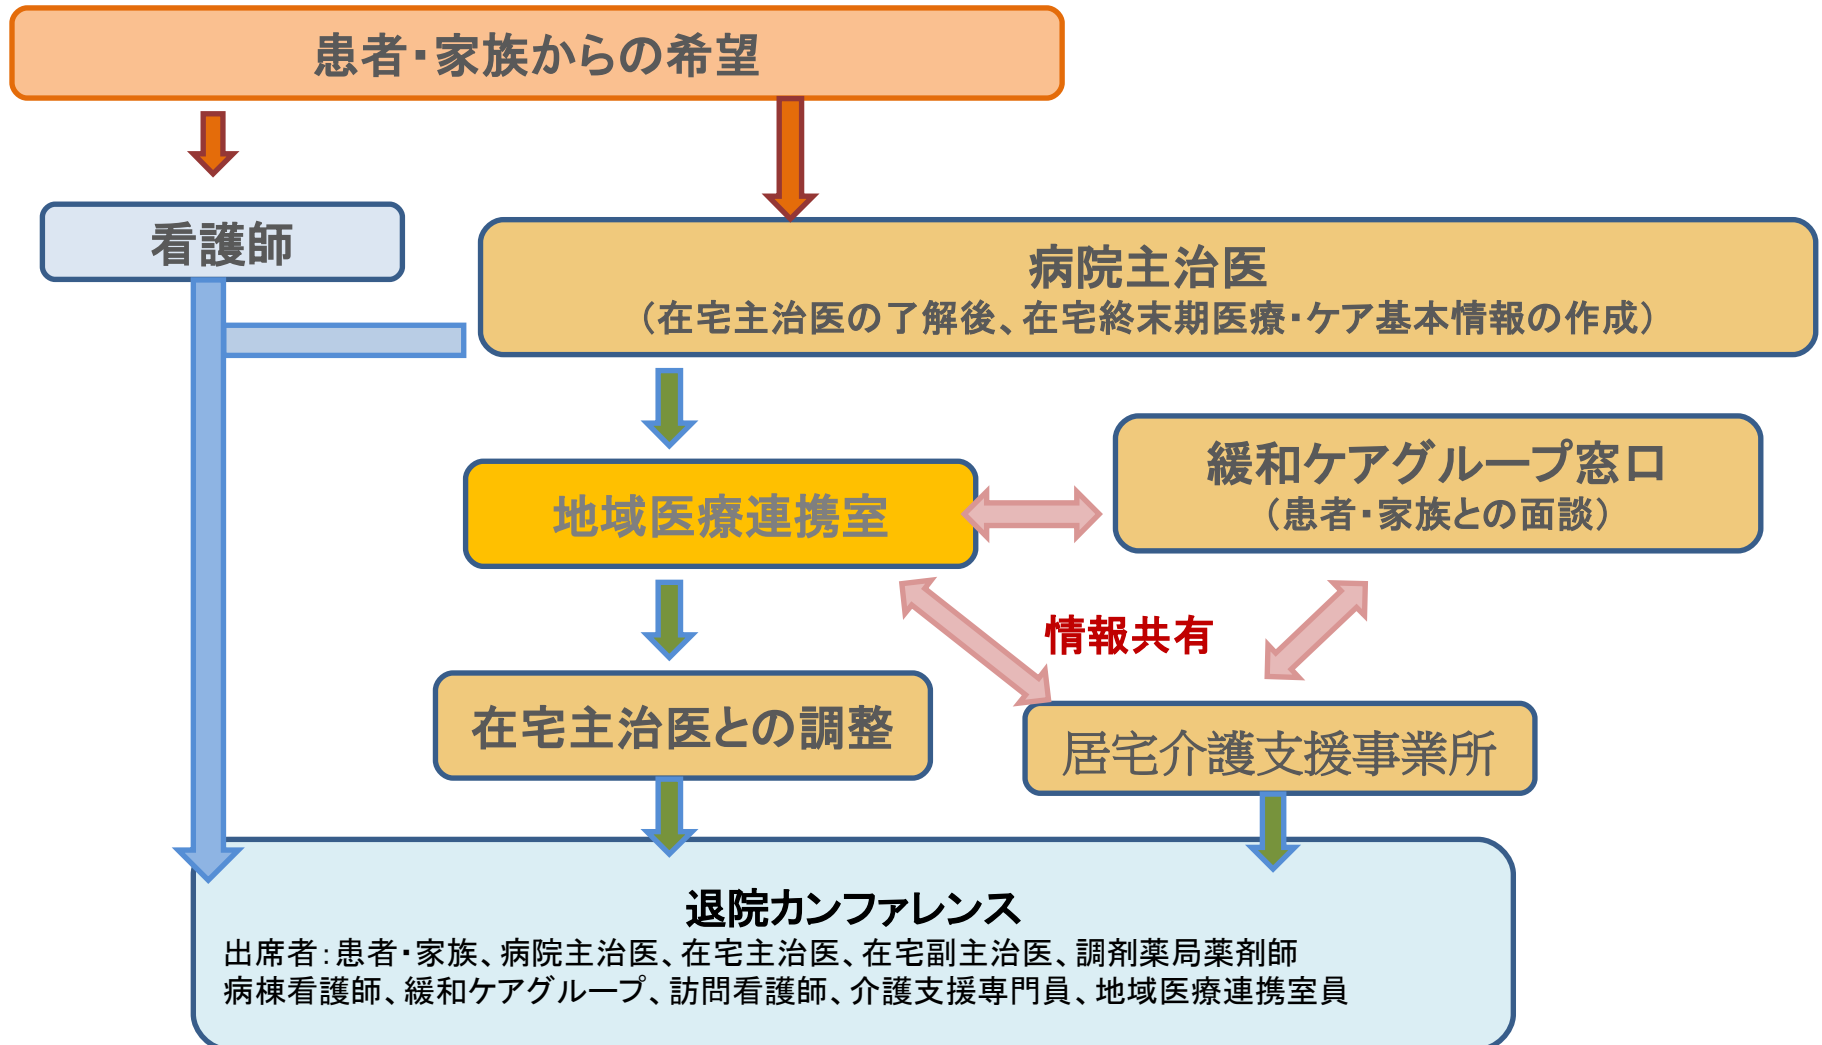 患者・家族からの希望
看護師
病院主治医
（在宅主治医の了解後、在宅終末期医療・ケア基本情報の作成）
地域医療連携室
緩和ケアグループ窓口
（患者・家族との面談）
情報共有
在宅主治医との調整
居宅介護支援事業所
退院カンファレンス
出席者：患者・家族、病院主治医、在宅主治医、在宅副主治医、調剤薬局薬剤師
病棟看護師、緩和ケアグループ、訪問看護師、介護支援専門員、地域医療連携室員